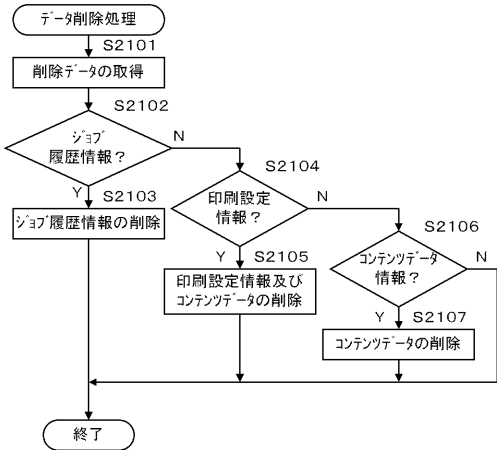 データ削除処理
S2101
削除データの取得
S2102
ジョブ
履歴情報？
N
Y
S2103
ジョブ履歴情報の削除
S2104
印刷設定
情報？
N
Y
S2105
印刷設定情報及び
コンテンツデータの削除
S2106
コンテンツデータ
情報？
N
Y
S2107
コンテンツデータの削除
終了